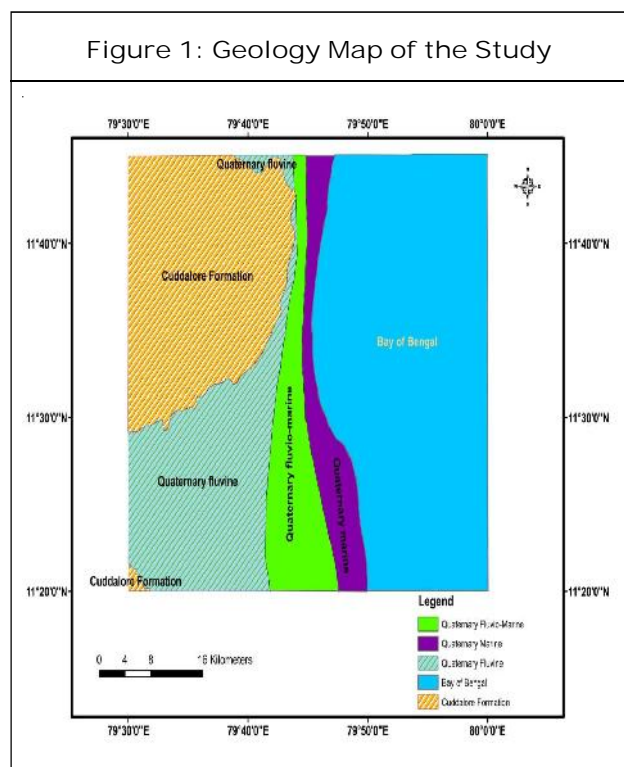 Figure 1: Geology Map of the Study
79°30'0"E 79°40'0"E 79°50'0"E 80°0'0"E
Quaternary fluvine
11°40'0"N 11°40'0"N
Cuddalore Formation
Bay of Bengal
11°30'0"N 11°30'0"N
Quaternary fluvio-marine
Quaternary fluvine
Quaternary marine
Cuddalore Formation
11°20'0"N 11°20'0"N
Legend
Quaternary Fluvio-Marine
Quaternary Marine
Quaternary Fluvine
Bay of Bengal
Cuddalore Formation
0 4 8 16 Kilometers
79°30'0"E 79°40'0"E 79°50'0"E 80°0'0"E